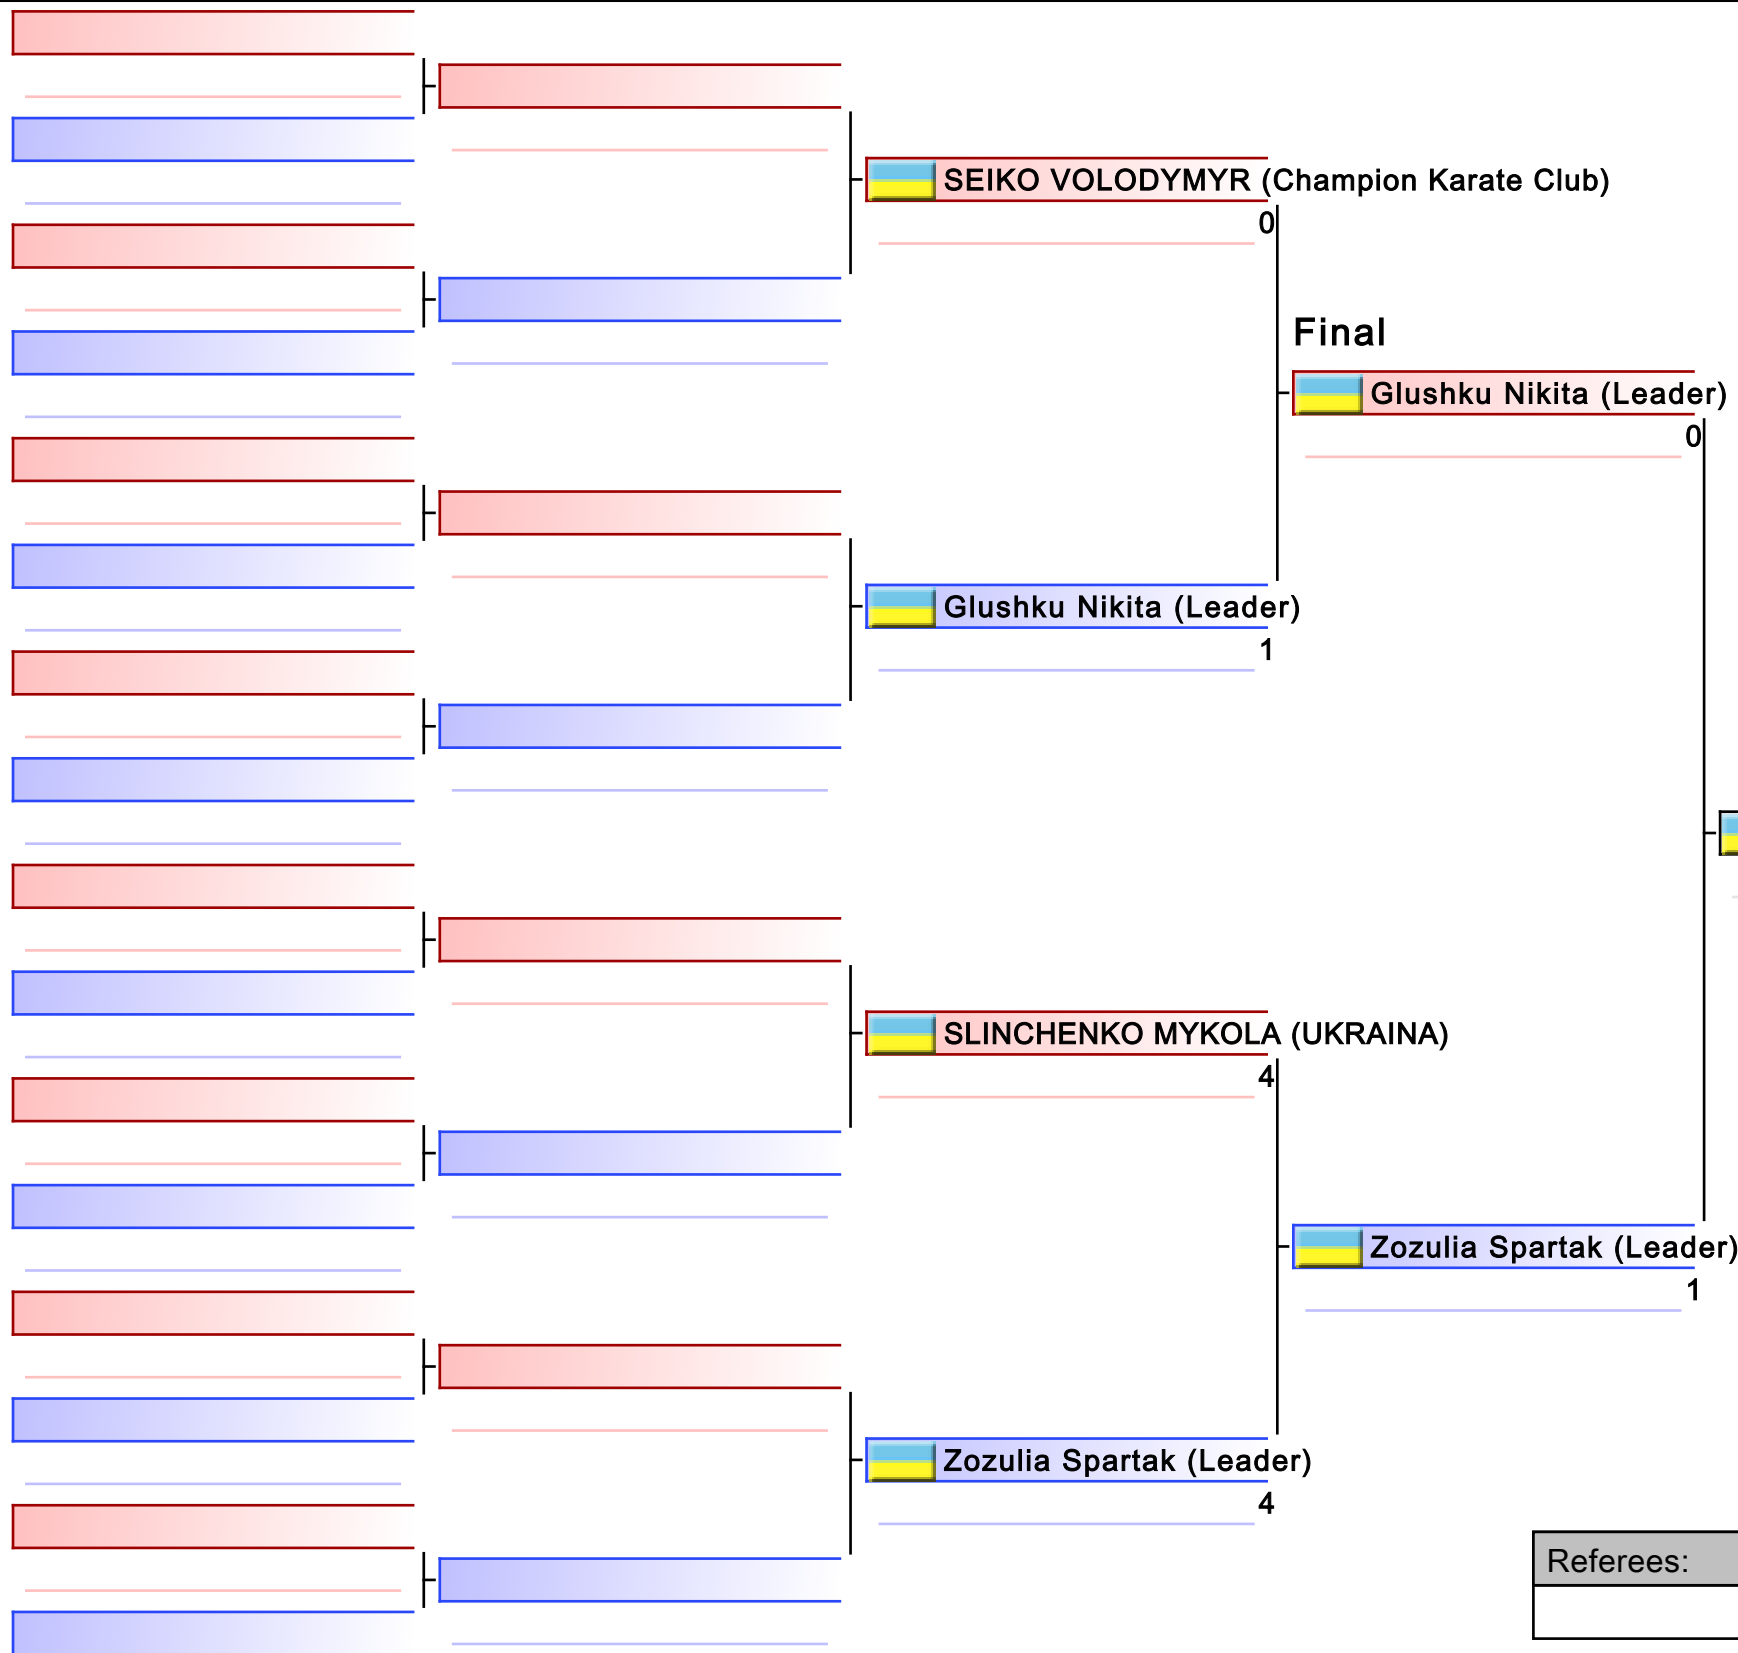 SEIKO VOLODYMYR (Champion Karate Club)
0
Final
Glushku Nikita (Leader)
0
Glushku Nikita (Leader)
1
SLINCHENKO MYKOLA (UKRAINA)
4
Zozulia Spartak (Leader)
1
Zozulia Spartak (Leader)
4
Referees: